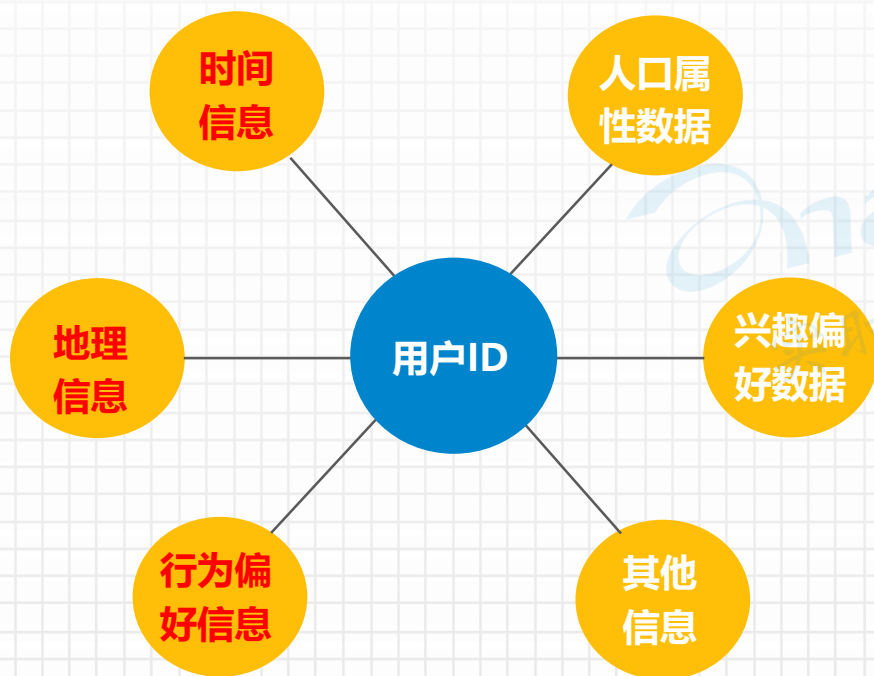 时间
信息
人口属
性数据
地理
信息
用户ID
兴趣偏
好数据
行为偏
好信息
其他
信息